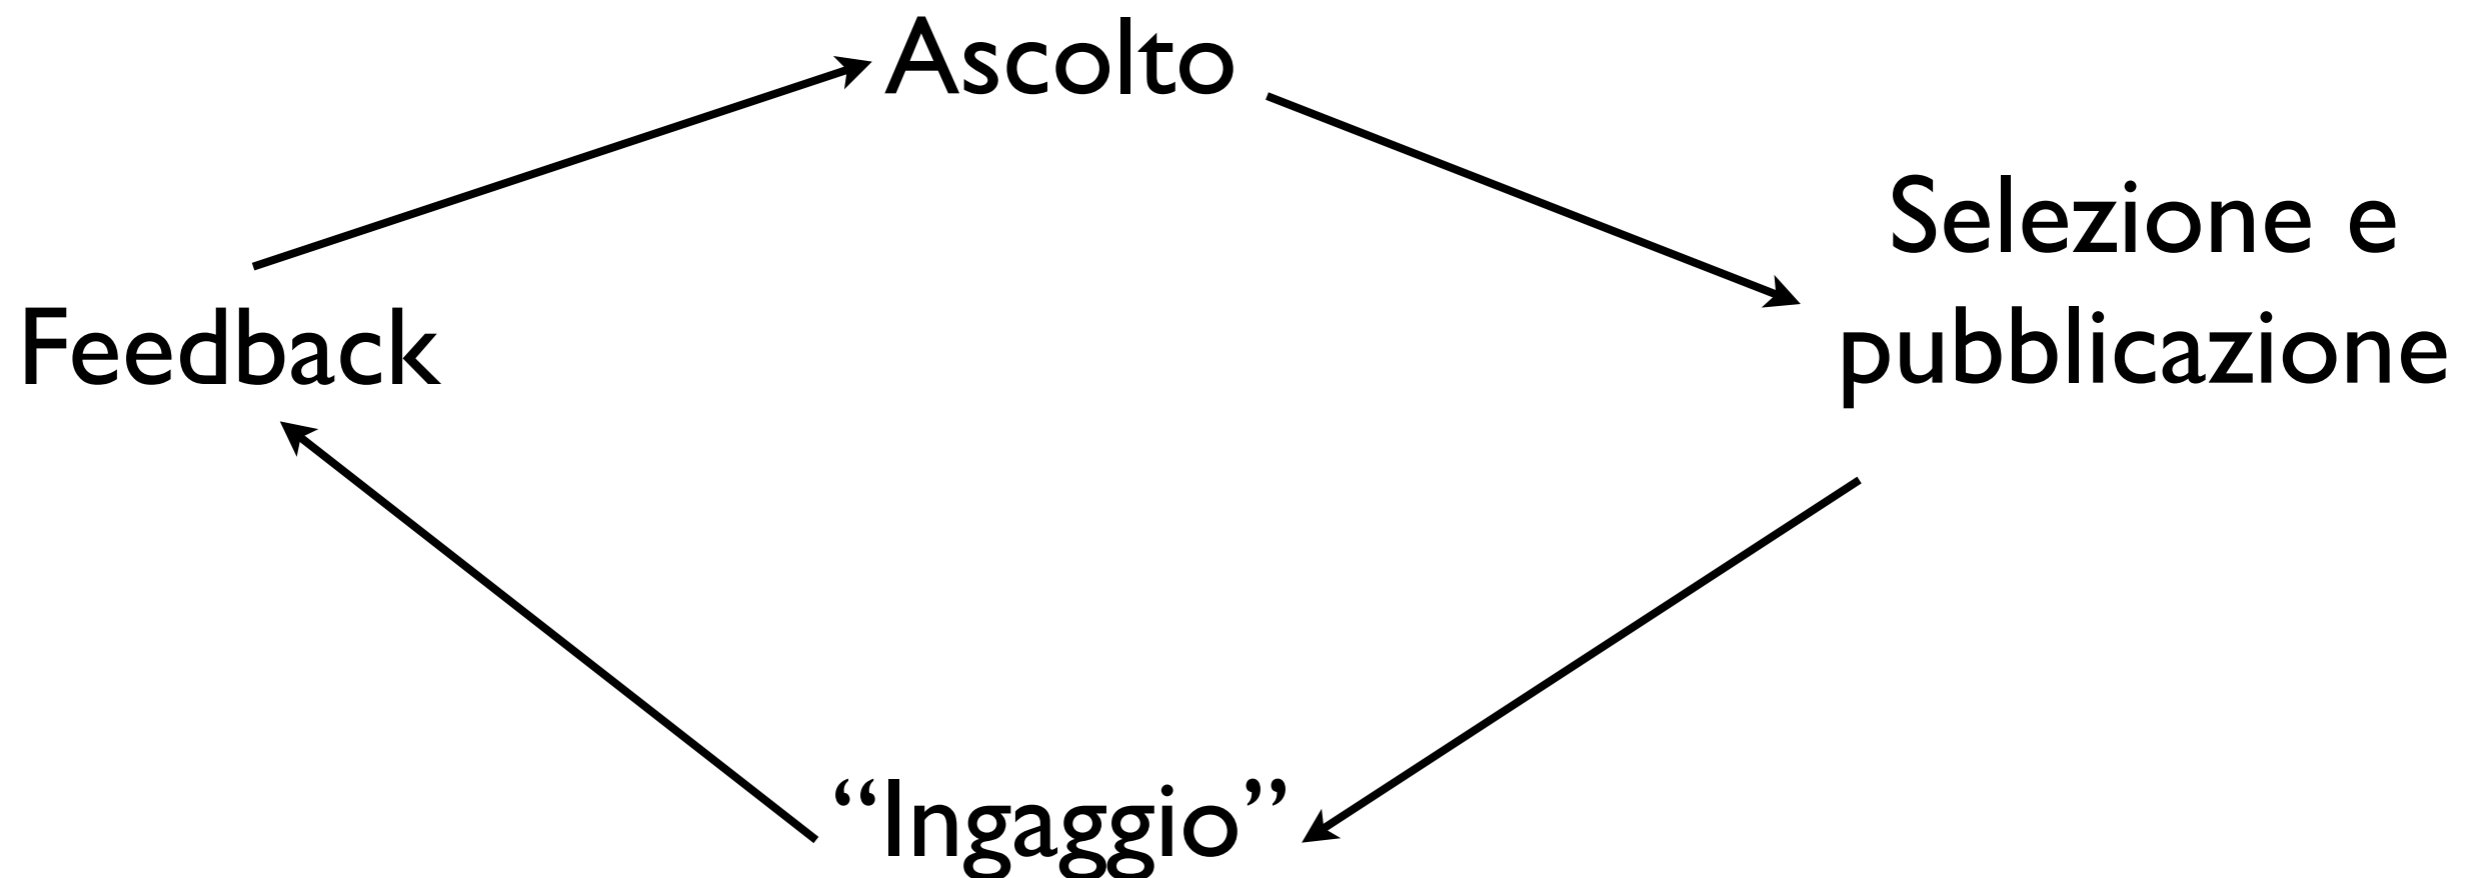 Ascolto
Selezione e
pubblicazione
Feedback
“Ingaggio”